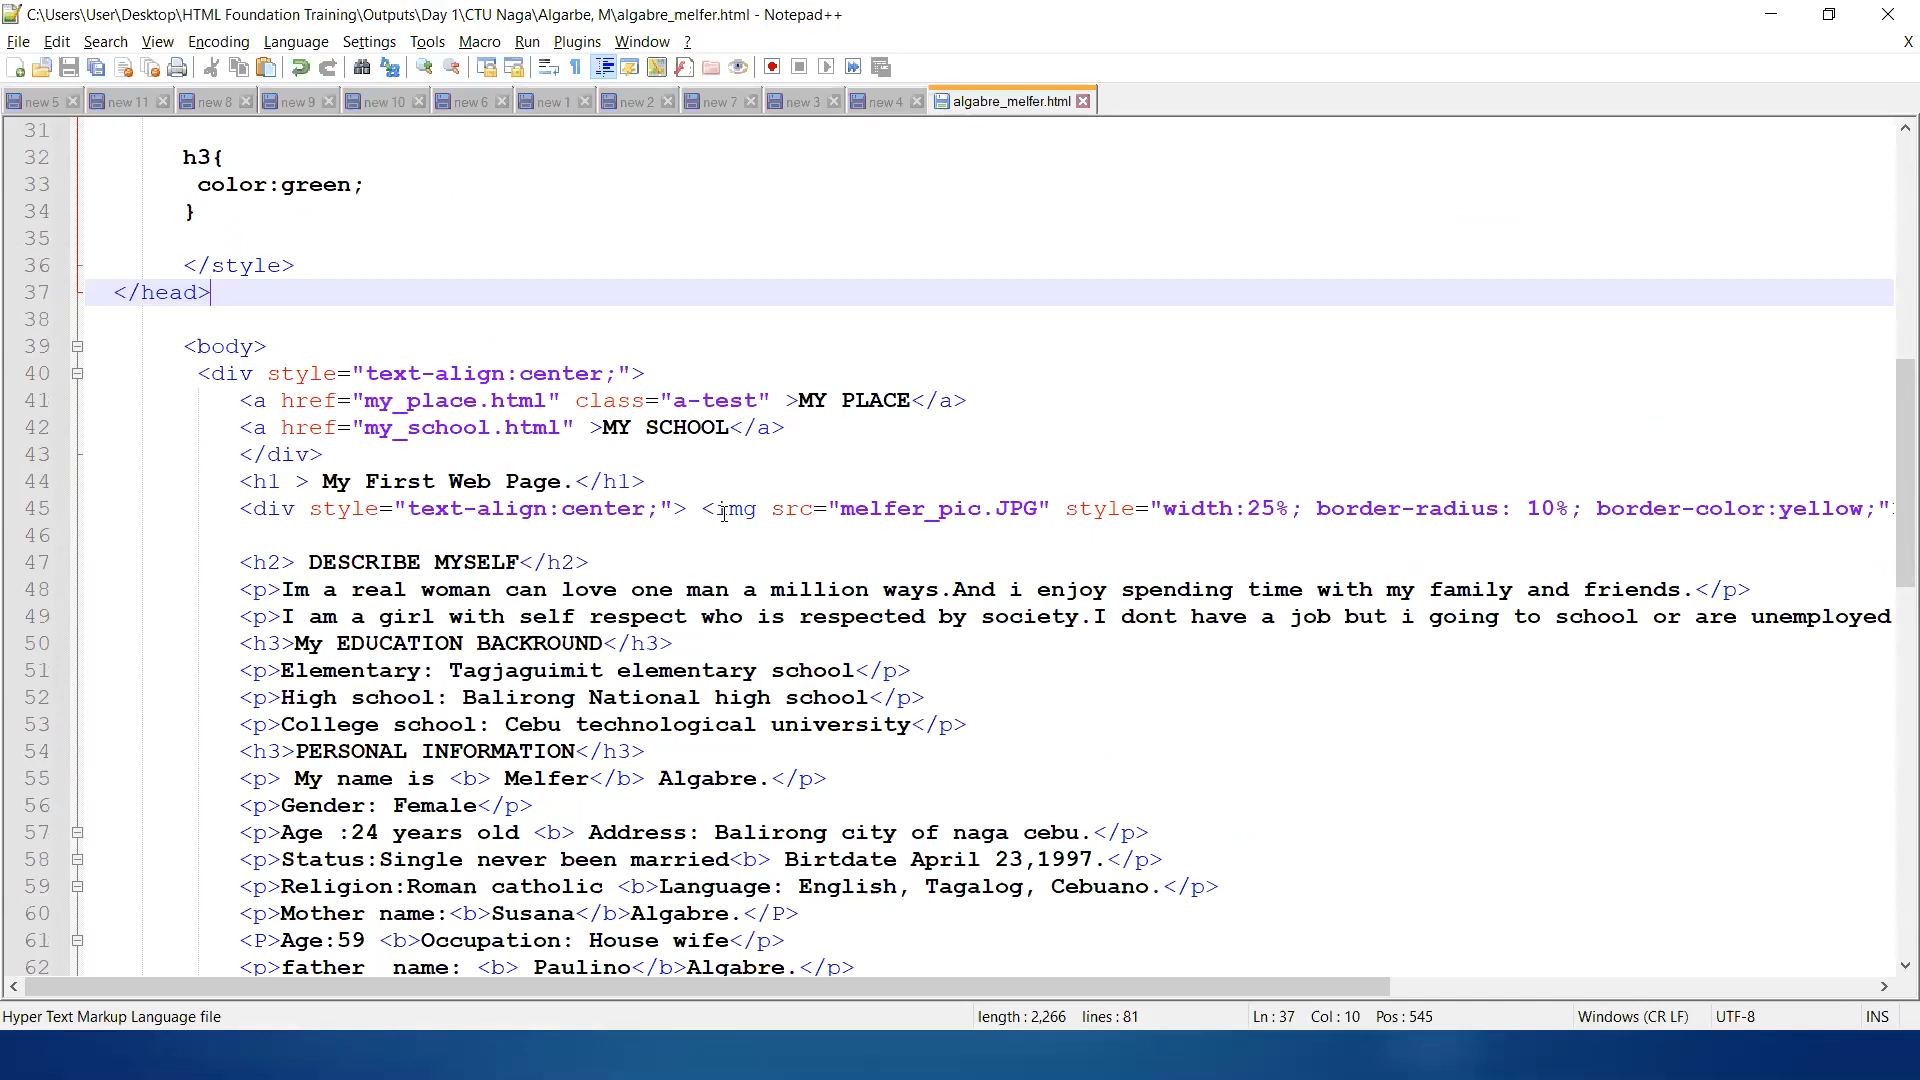 C:\Users\User\Desktop\HTML Foundation Training\Outputs\Day 1\CTU Naga\Algarbe, M\algabre_melfer.html - Notepad++
File Edit Search View Encoding Language Settings Tools Macro Run Plugins Window ? X
new 5 new 11 new 8 new 9 new 10 new 6 new 1 new 2 new 7 new 3 new 4 algabre_melfer.html
31
32 h3{
33 color:green;
34 }
35
36 </style>
37 </head>
38
39 <body>
40 <div style="text-align:center;">
41 <a href="my_place.html" class="a-test" >MY PLACE</a>
42 <a href="my_school.html" >MY SCHOOL</a>
43 </div>
44 <h1 > My First Web Page.</h1>
45 <div style="text-align:center;"> <img src="melfer_pic.JPG" style="width:25%; border-radius: 10%; border-color:yellow;"
46
47 <h2> DESCRIBE MYSELF</h2>
48 <p>Im a real woman can love one man a million ways.And i enjoy spending time with my family and friends.</p>
49 <p>I am a girl with self respect who is respected by society.I dont have a job but i going to school or are unemployed
50 <h3>My EDUCATION BACKROUND</h3>
51 <p>Elementary: Tagjaguimit elementary school</p>
52 <p>High school: Balirong National high school</p>
53 <p>College school: Cebu technological university</p>
54 <h3>PERSONAL INFORMATION</h3>
55 <p> My name is <b> Melfer</b> Algabre.</p>
56 <p>Gender: Female</p>
57 <p>Age :24 years old <b> Address: Balirong city of naga cebu.</p>
58 <p>Status:Single never been married<b> Birtdate April 23,1997.</p>
59 <p>Religion:Roman catholic <b>Language: English, Tagalog, Cebuano.</p>
60 <p>Mother name:<b>Susana</b>Algabre.</P>
61 <P>Age:59 <b>Occupation: House wife</p>
62 <p>father name: <b> Paulino</b>Algabre.</p>
Hyper Text Markup Language file length : 2,266 lines : 81 Ln : 37 Col : 10 Pos : 545 Windows (CR LF) UTF-8 INS